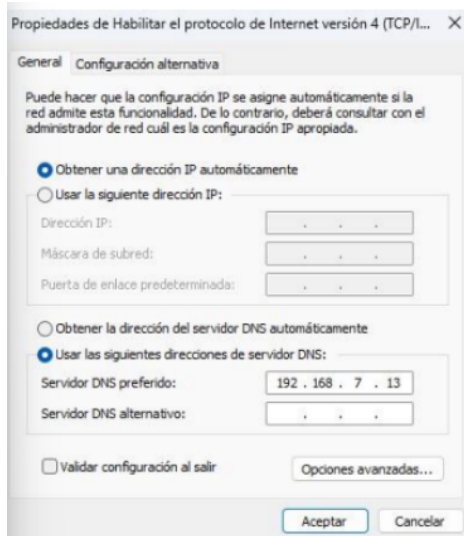 Propiedades de Habilitar el protocolo de Internet versión 4 (TCP/I...
General
Configuración alternativa
Puede hacer que la configuración IP se asigne automáticamente si la
red admite esta funcionalidad. De lo contrario, deberá consultar con el
administrador de red cuál es la configuración IP apropiada.
Obtener una dirección IP automáticamente
Usar la siguiente dirección IP:
Dirección IP:
Máscara de subred:
Puerta de enlace predeterminada:
Obtener la dirección del servidor DNS automáticamente
Usar las siguientes direcciones de servidor DNS:
Servidor DNS preferido: 192 . 168 . 7 . 13
Servidor DNS alternativo:
Validar configuración al salir
Opciones avanzadas...
Aceptar
Cancelar